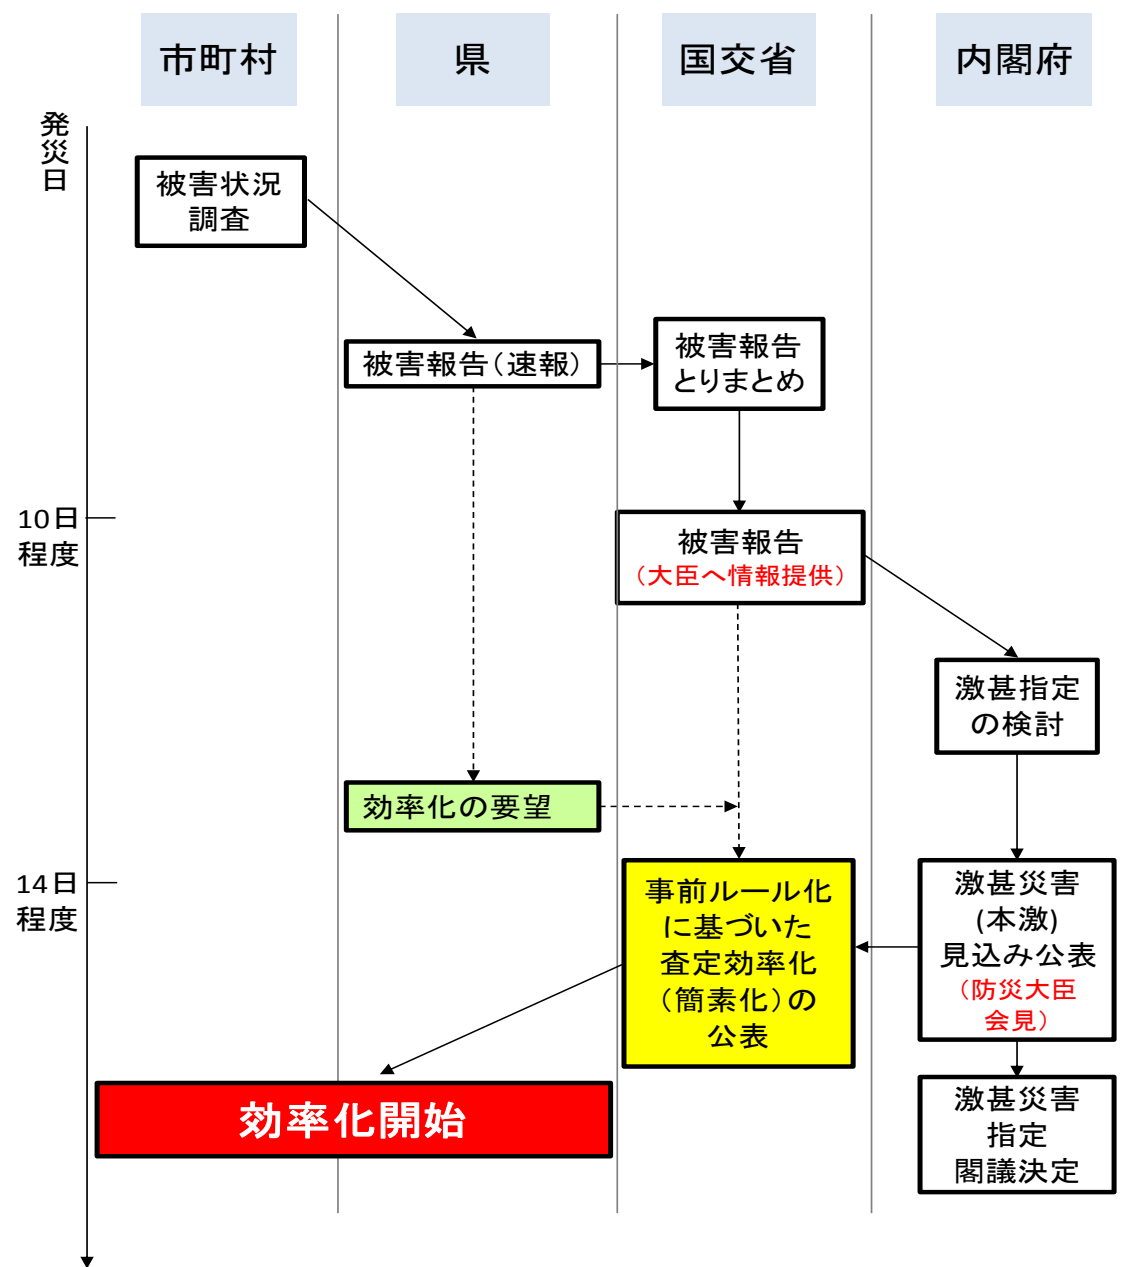 市町村
県
国交省
内閣府
発災日
被害状況
調査
被害報告（速報）
被害報告
とりまとめ
10日
程度
被害報告
（大臣へ情報提供）
激甚指定
の検討
効率化の要望
14日
程度
事前ルール化
に基づいた
査定効率化
（簡素化）の
公表
激甚災害
(本激)
見込み公表
（防災大臣
会見）
効率化開始
激甚災害
指定
閣議決定